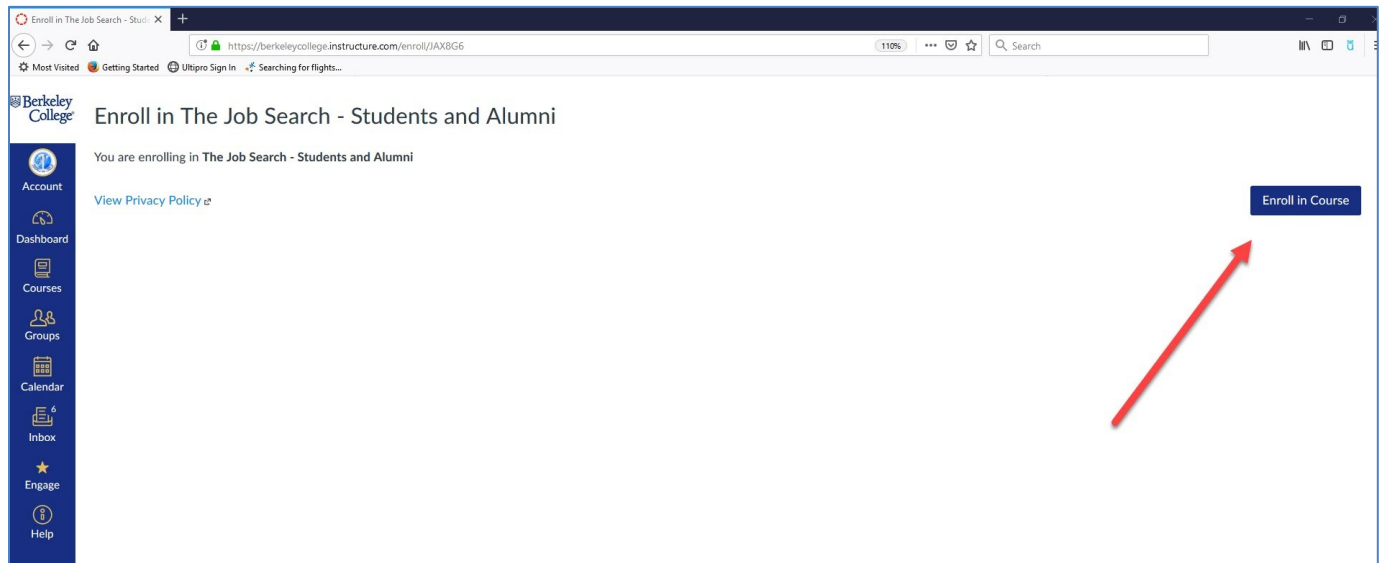 Enroll in The Job Search - Stude
https://berkeleycollege.instructure.com/enroll/JAX8G6
110%
Search
Most Visited
Getting Started
Ultipro Sign In
Searching for flights...
Berkeley
College
Enroll in The Job Search - Students and Alumni
You are enrolling in The Job Search - Students and Alumni
View Privacy Policy
Enroll in Course
Account
Dashboard
Courses
Groups
Calendar
6
Inbox
Engage
Help